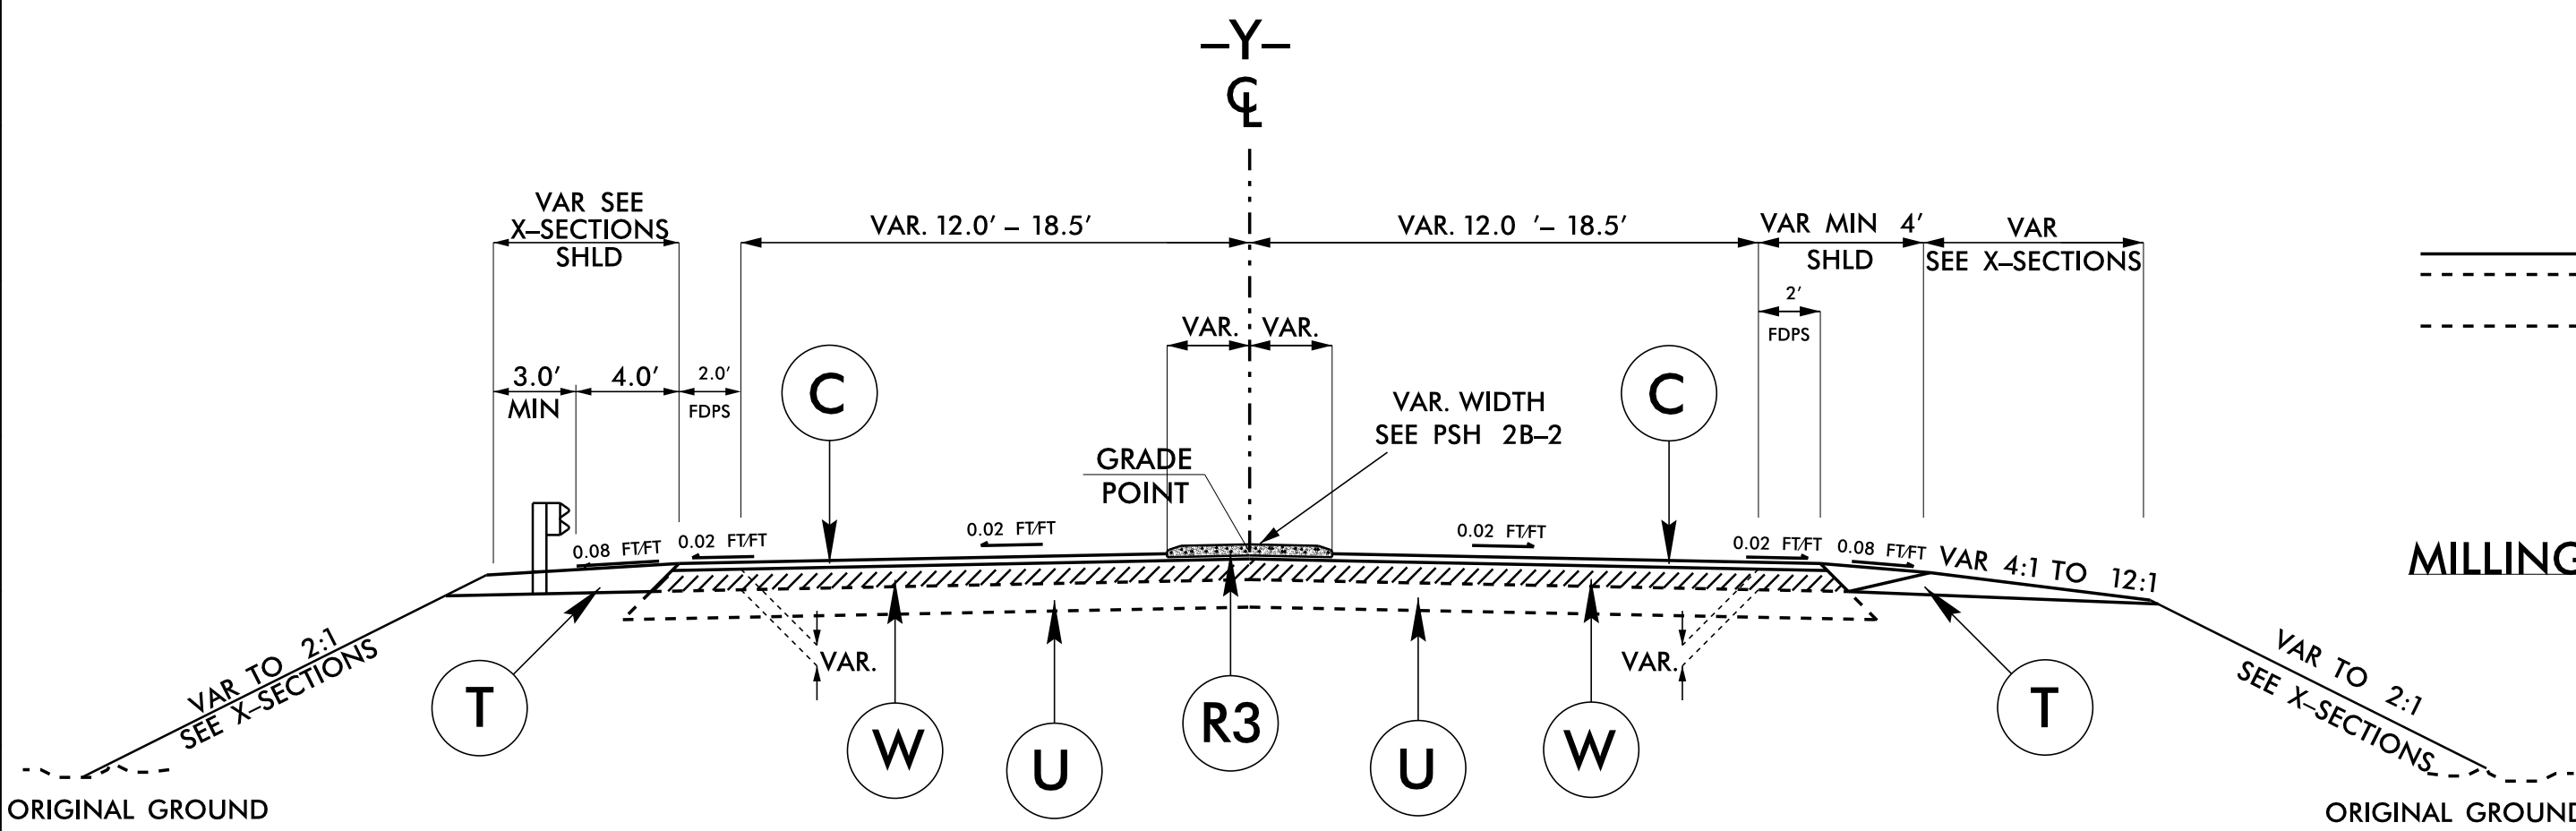 –Y–
℄
VAR SEE
X–SECTIONS
SHLD
VAR. 12.0' – 18.5'
VAR. 12.0 '– 18.5'
VAR MIN 4'
SHLD
VAR
SEE X–SECTIONS
2'
FDPS
VAR.
VAR.
3.0'
MIN
4.0'
2.0'
FDPS
C
C
VAR. WIDTH
SEE PSH 2B–2
GRADE
POINT
0.08 FT/FT
0.02 FT/FT
0.02 FT/FT
0.02 FT/FT
0.02 FT/FT
0.08 FT/FT
VAR 4:1 TO 12:1
MILLING
VAR TO 2:1
SEE X–SECTIONS
VAR.
VAR.
VAR TO 2:1
SEE X–SECTIONS
T
W
U
R3
U
W
T
ORIGINAL GROUND
ORIGINAL GROUND